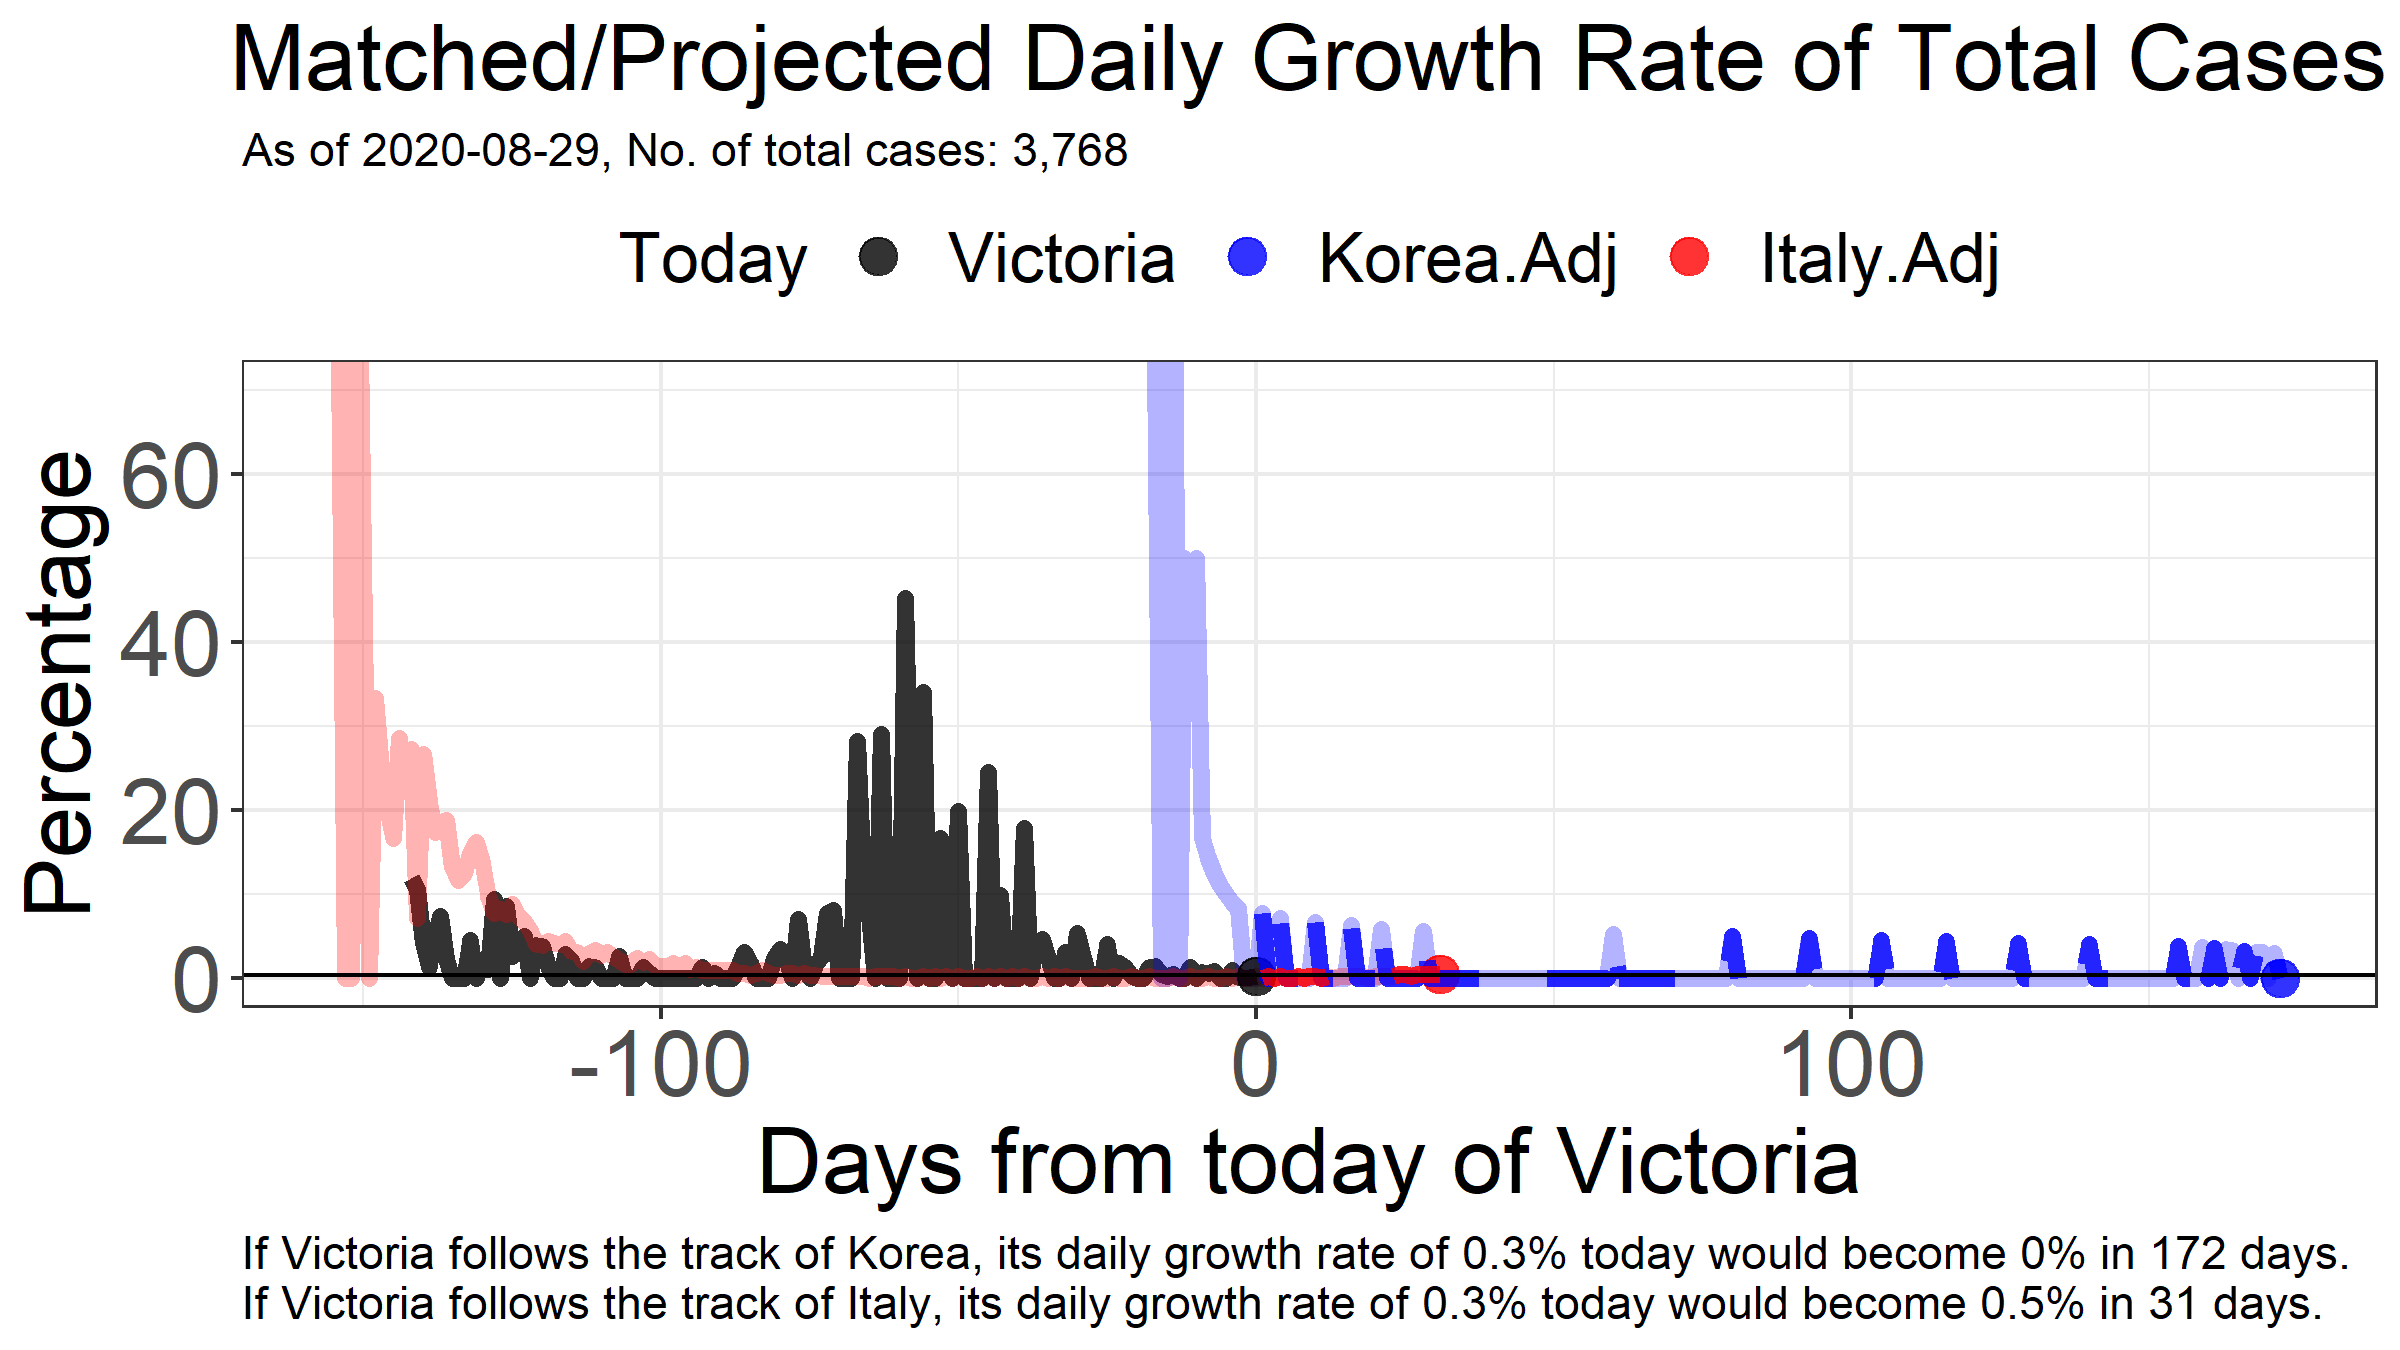 Matched/Projected Daily Growth Rate of Total Cases
As of 2020-08-29, No. of total cases: 3,768
Today Victoria Korea.Adj Italy.Adj
Percentage
60
40
20
0
-100 0 100
Days from today of Victoria
If Victoria follows the track of Korea, its daily growth rate of 0.3% today would become 0% in 172 days.
If Victoria follows the track of Italy, its daily growth rate of 0.3% today would become 0.5% in 31 days.